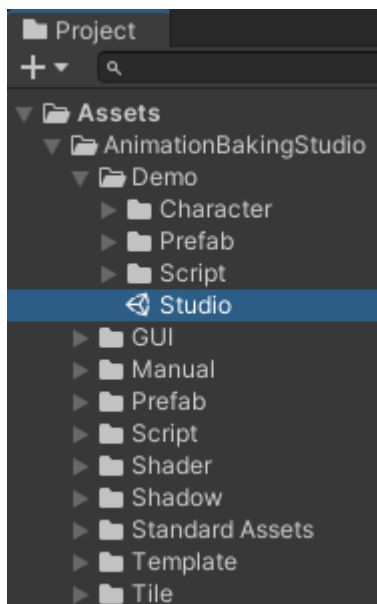 Project
Assets
AnimationBakingStudio
Demo
Character
Prefab
Script
Studio
GUI
Manual
Prefab
Script
Shader
Shadow
Standard Assets
Template
Tile